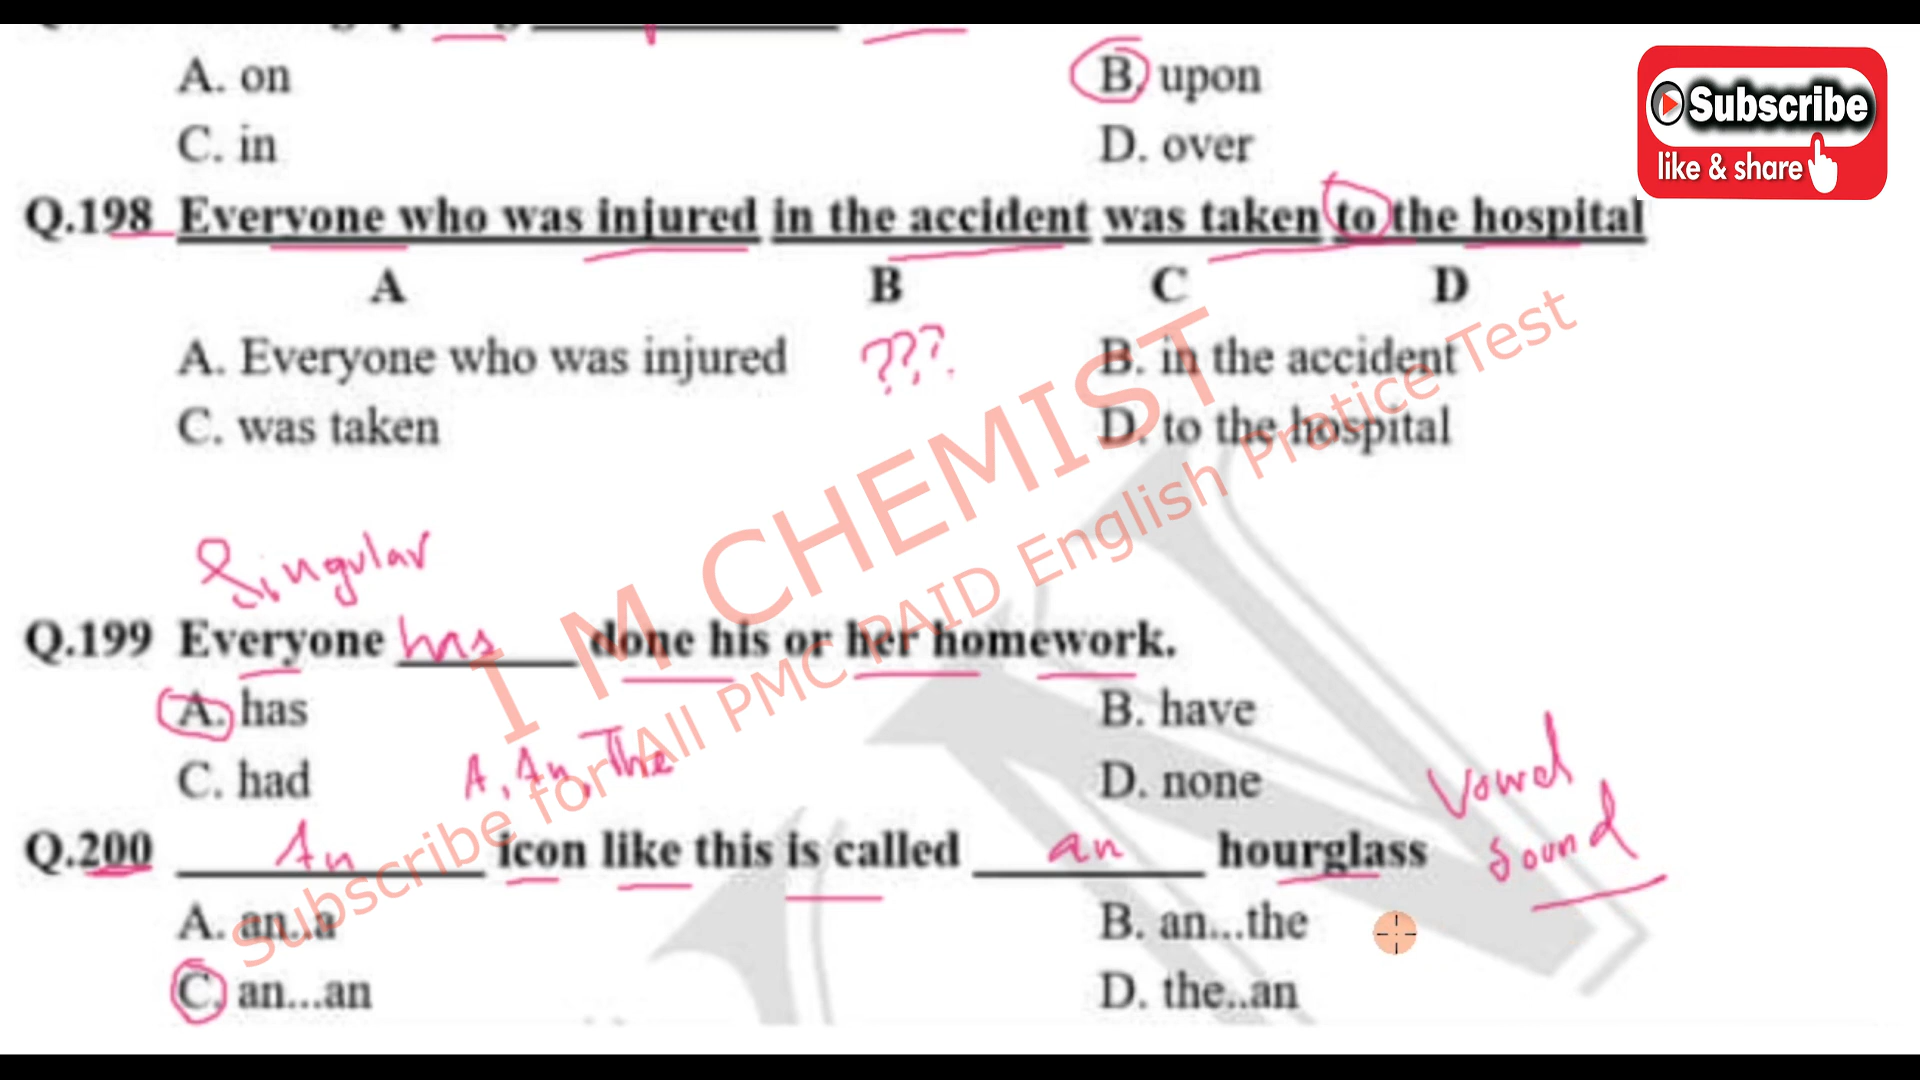 A. on B. upon
C. in D. over
Subscribe
like & share
Q.198 Everyone who was injured in the accident was taken to the hospital
A B C D
A. Everyone who was injured ??? B. in the accident
C. was taken D. to the hospital
I M CHEMIST
Subscribe for All PMC PAID English Pratice Test
Singular
Q.199 Everyone has done his or her homework.
A. has B. have
C. had A, An, The D. none
Vowel
Sound
Q.200 An icon like this is called an hourglass
A. an..a B. an...the
C. an...an D. the..an